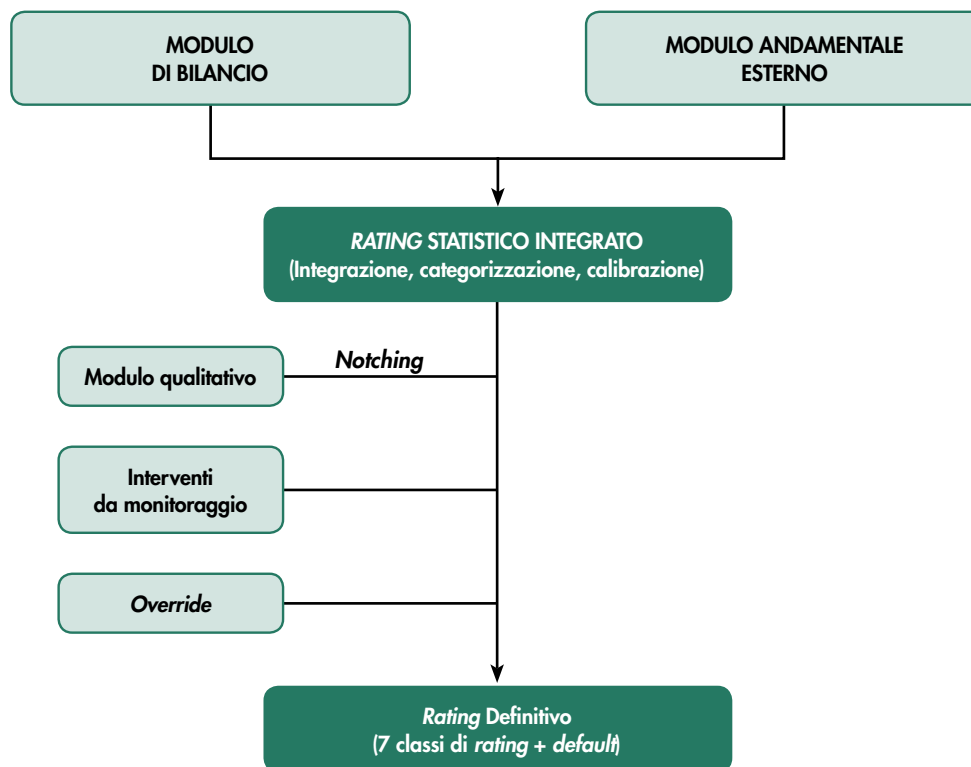 MODULO
DI BILANCIO
MODULO ANDAMENTALE
ESTERNO
RATING STATISTICO INTEGRATO
(Integrazione, categorizzazione, calibrazione)
Notching
Modulo qualitativo
Interventi
da monitoraggio
Override
Rating Definitivo
(7 classi di rating + default)